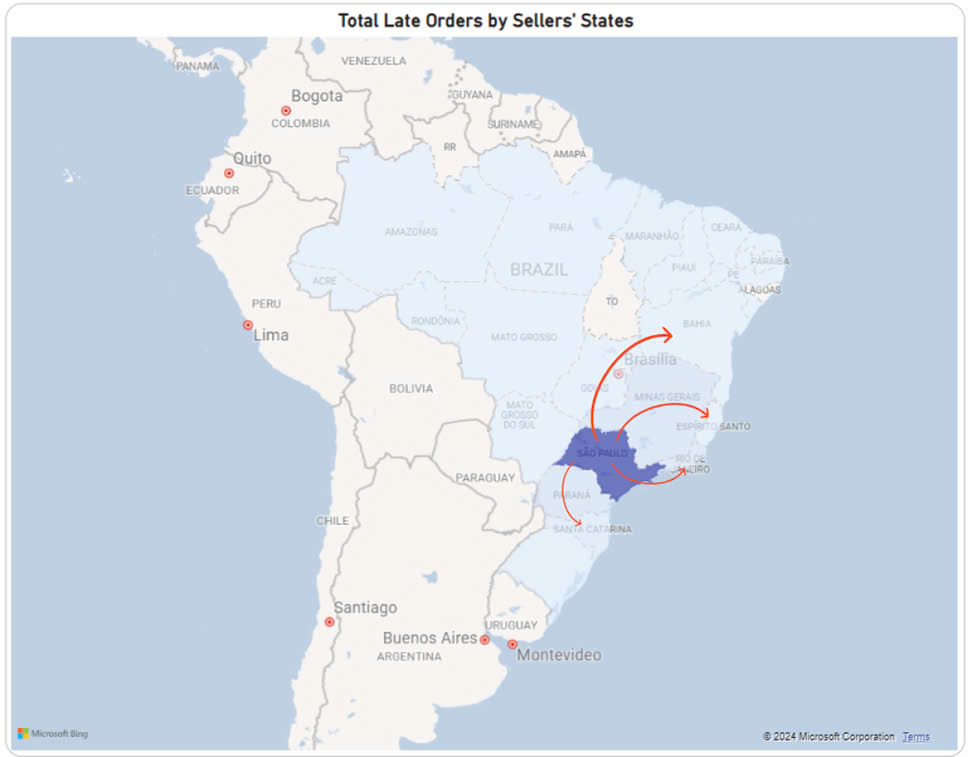 Total Late Orders by Sellers' States
PANAMA
VENEZUELA
GUYANA
Bogota
COLOMBIA
SURINAME
RR
AMAPÁ
Quito
ECUADOR
AMAZONAS
PARÁ
MARANHÃO
CEARÁ
BRAZIL
PIAUÍ
PARAÍBA
PE
ACRE
ALAGOAS
PERU
TO
RONDÔNIA
BAHIA
Lima
MATO GROSSO
Brasília
BOLIVIA
GOIÁS
MINAS GERAIS
MATO
GROSSO
DO SUL
ESPÍRITO SANTO
SÃO PAULO
RIO DE
JANEIRO
PARAGUAY
PARANÁ
CHILE
SANTA CATARINA
Santiago
URUGUAY
Buenos Aires
ARGENTINA
Montevideo
Microsoft Bing
© 2024 Microsoft Corporation Terms